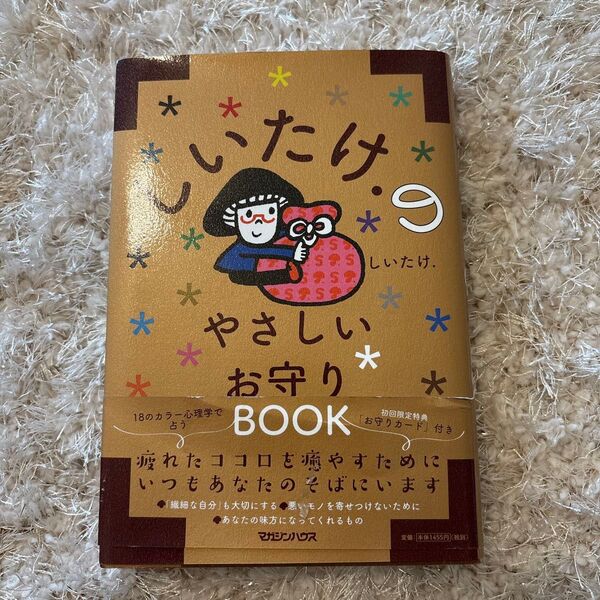 しいたけ.の
しいたけ.
やさしい
お守り
BOOK
18のカラー心理学で
占う
初回限定特典
「お守りカード」付き
疲れたココロを癒やすために
いつもあなたのそばにいます
●「繊細な自分」も大切にする ●悪いモノを寄せつけないために
●あなたの味方になってくれるもの
マガジンハウス
定価:本体1455円(税別)